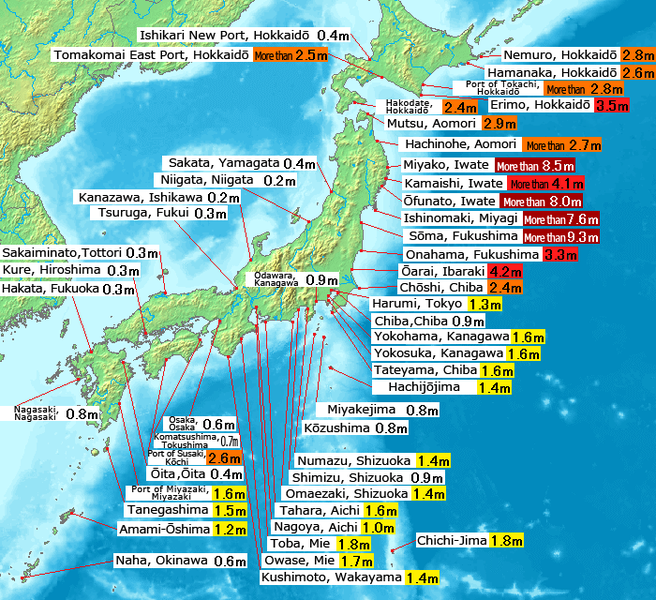 Ishikari New Port, Hokkaidō 0.4m
Tomakomai East Port, Hokkaidō More than 2.5m
Nemuro, Hokkaidō 2.8m
Hamanaka, Hokkaidō 2.6m
Port of Tokachi, Hokkaidō More than 2.8m
Erimo, Hokkaidō 3.5m
Hakodate, Hokkaidō 2.4m
Mutsu, Aomori 2.9m
Hachinohe, Aomori More than 2.7m
Sakata, Yamagata 0.4m
Miyako, Iwate More than 8.5m
Niigata, Niigata 0.2m
Kamaishi, Iwate More than 4.1m
Kanazawa, Ishikawa 0.2m
Ōfunato, Iwate More than 8.0m
Tsuruga, Fukui 0.3m
Ishinomaki, Miyagi More than 7.6m
Sōma, Fukushima More than 9.3m
Sakaiminato,Tottori 0.3m
Onahama, Fukushima 3.3m
Kure, Hiroshima 0.3m
Ōarai, Ibaraki 4.2m
Hakata, Fukuoka 0.3m
Odawara, Kanagawa 0.9m
Chōshi, Chiba 2.4m
Harumi, Tokyo 1.3m
Chiba,Chiba 0.9m
Yokohama, Kanagawa 1.6m
Yokosuka, Kanagawa 1.6m
Tateyama, Chiba 1.6m
Hachijōjima 1.4m
Nagasaki, Nagasaki 0.8m
Miyakejima 0.8m
Kōzushima 0.8m
Osaka, Osaka 0.6m
Komatsushima, Tokushima 0.7m
Port of Susaki, Kōchi 2.6m
Ōita,Ōita 0.4m
Port of Miyazaki, Miyazaki 1.6m
Tanegashima 1.5m
Amami-Ōshima 1.2m
Naha, Okinawa 0.6m
Numazu, Shizuoka 1.4m
Shimizu, Shizuoka 0.9m
Omaezaki, Shizuoka 1.4m
Tahara, Aichi 1.6m
Nagoya, Aichi 1.0m
Toba, Mie 1.8m
Owase, Mie 1.7m
Kushimoto, Wakayama 1.4m
Chichi-Jima 1.8m